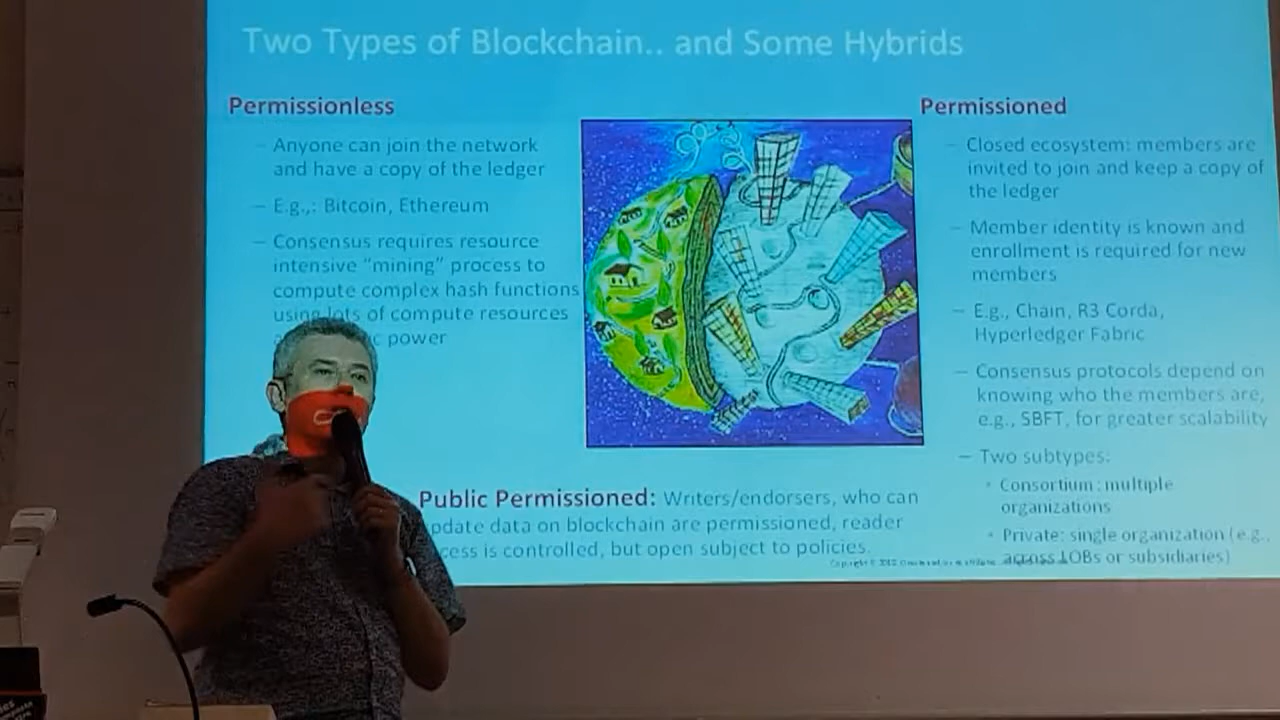 Two Types of Blockchain.. and Some Hybrids
Permissionless
– Anyone can join the network
and have a copy of the ledger
– E.g.,: Bitcoin, Ethereum
– Consensus requires resource
intensive “mining” process to
compute complex hash functions
using lots of compute resources
power
Public Permissioned: Writers/endorsers, who can
data on blockchain are permissioned, reader
is controlled, but open subject to policies.
Permissioned
– Closed ecosystem: members are
invited to join and keep a copy of
the ledger
– Member identity is known and
enrollment is required for new
members
– E.g., Chain, R3 Corda,
Hyperledger Fabric
– Consensus protocols depend on
knowing who the members are,
e.g., SBFT, for greater scalability
– Two subtypes:
• Consortium: multiple
organizations
• Private: single organization (e.g.,
across LOBs or subsidiaries)